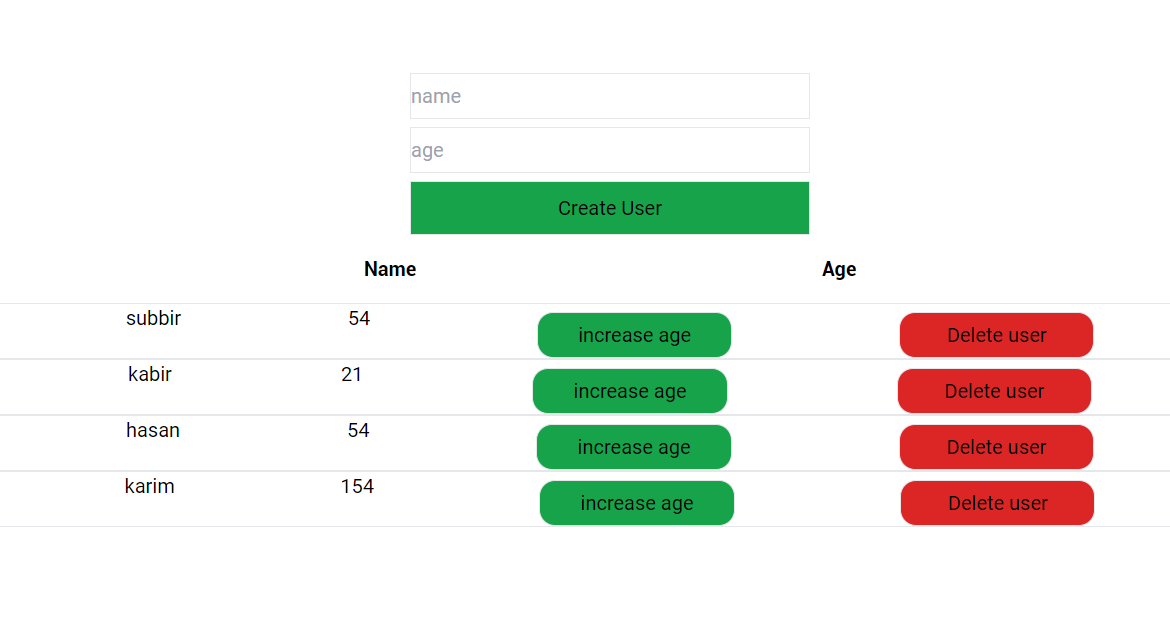 name
age
Create User
Name Age
subbir 54 increase age Delete user
kabir 21 increase age Delete user
hasan 54 increase age Delete user
karim 154 increase age Delete user